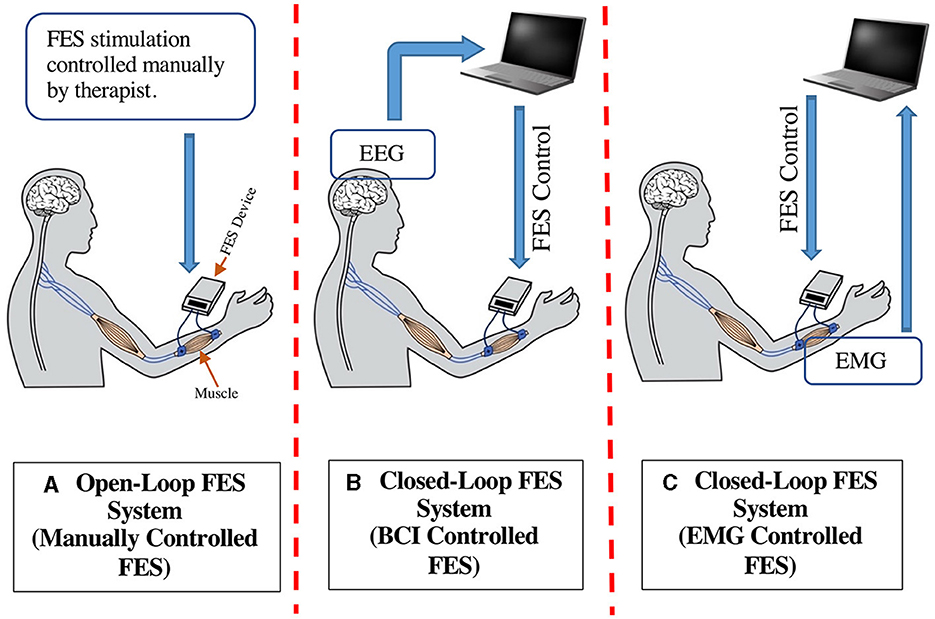 FES stimulation
controlled manually
by therapist.
FES Device
Muscle
A Open-Loop FES
System
(Manually Controlled
FES)
EEG
FES Control
B Closed-Loop FES
System
(BCI Controlled
FES)
FES Control
EMG
C Closed-Loop FES
System
(EMG Controlled
FES)